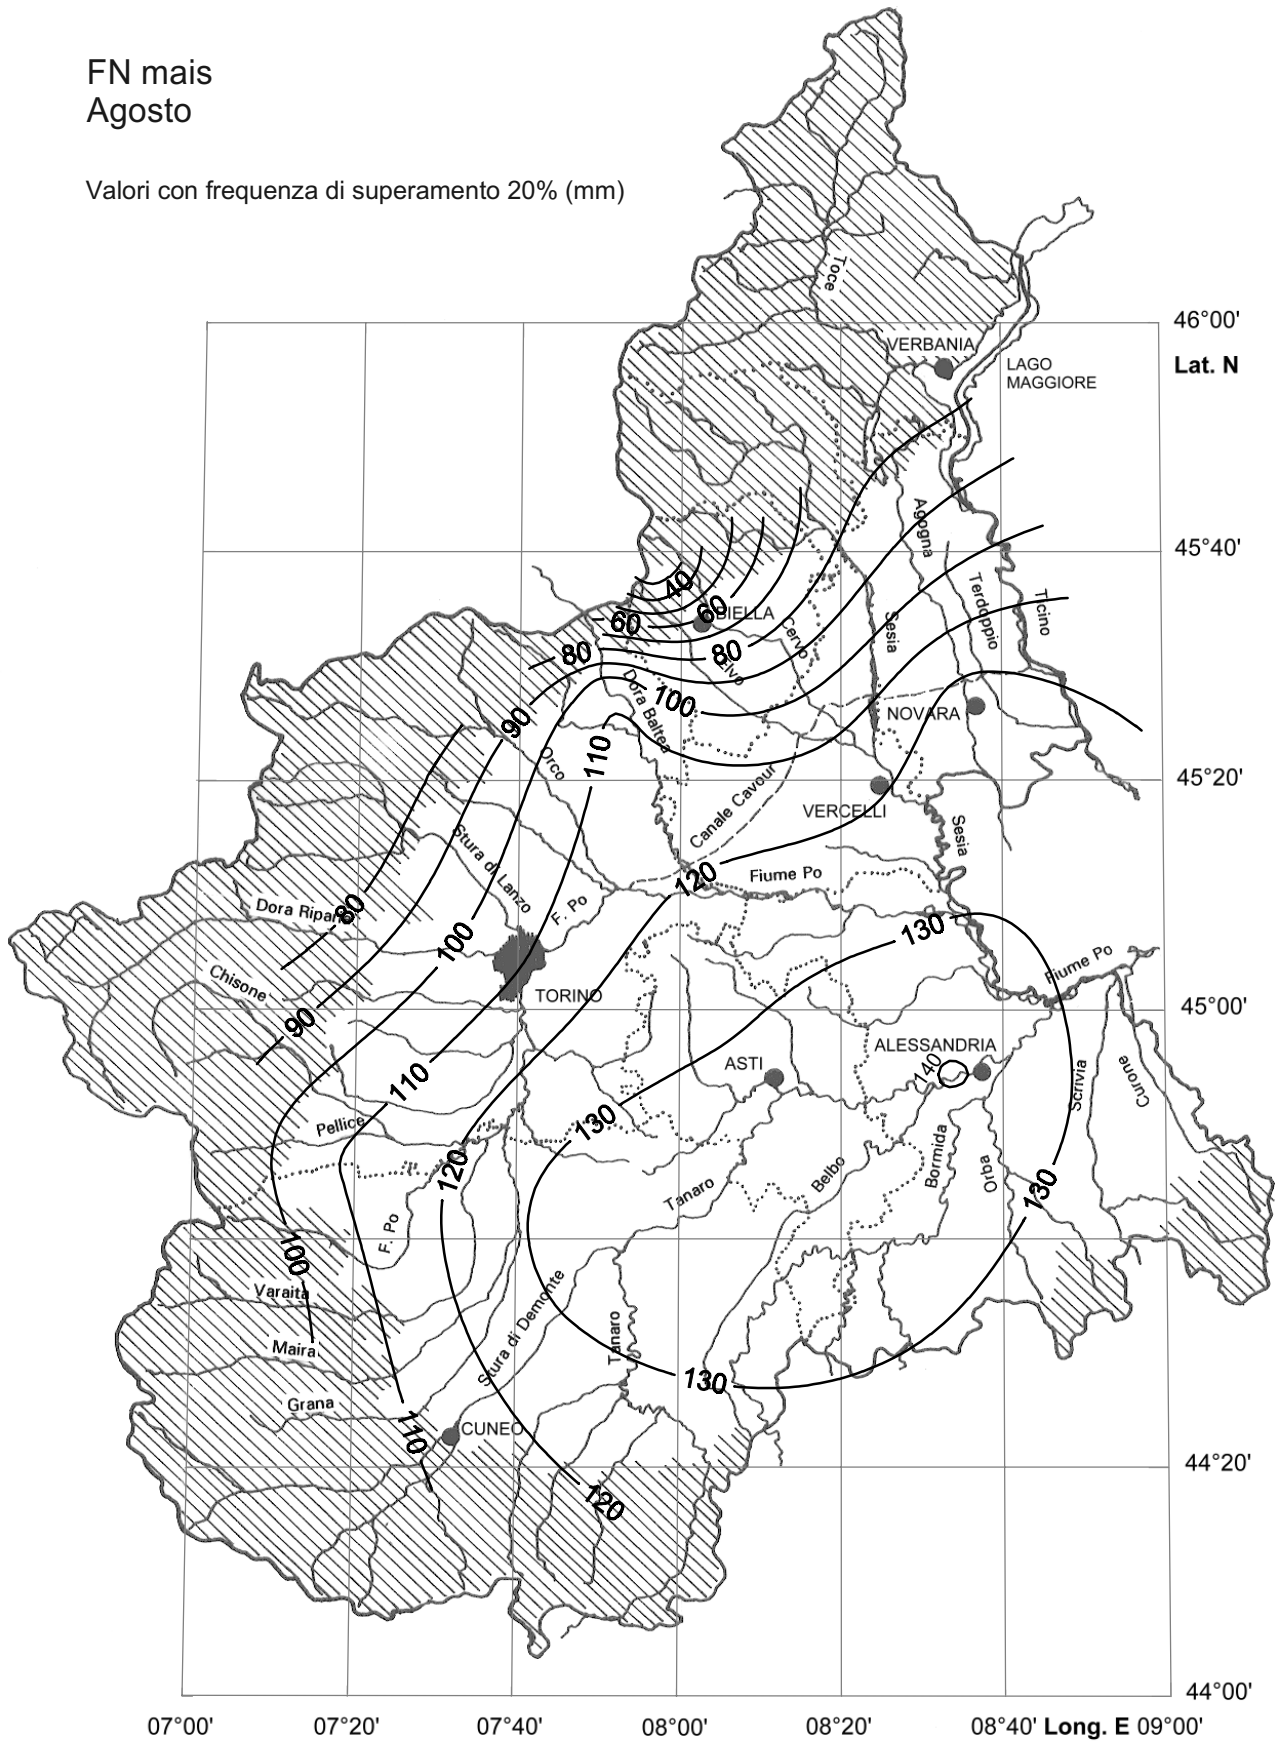 FN mais
Agosto
Valori con frequenza di superamento 20% (mm)
Toce
46°00'
VERBANIA
Lat. N
LAGO
MAGGIORE
Agogna
45°40'
40
60
BIELLA
Terdoppio
Ticino
60
Sesia
Cervo
80
80
Elvo
Dora Baltea
100
NOVARA
90
110
Orco
45°20'
Canale Cavour
VERCELLI
Sesia
Stura di Lanzo
120
Fiume Po
80
Dora Riparia
F. Po
130
100
Fiume Po
Chisone
TORINO
45°00'
90
ALESSANDRIA
140
ASTI
110
Scrivia
Curone
130
Pellice
Bormida
120
Belbo
Orba
Tanaro
130
F. Po
100
Varaita
Stura di Demonte
Tanaro
Maira
130
Grana
110
CUNEO
44°20'
120
44°00'
07°00'
07°20'
07°40'
08°00'
08°20'
08°40'
Long. E
09°00'